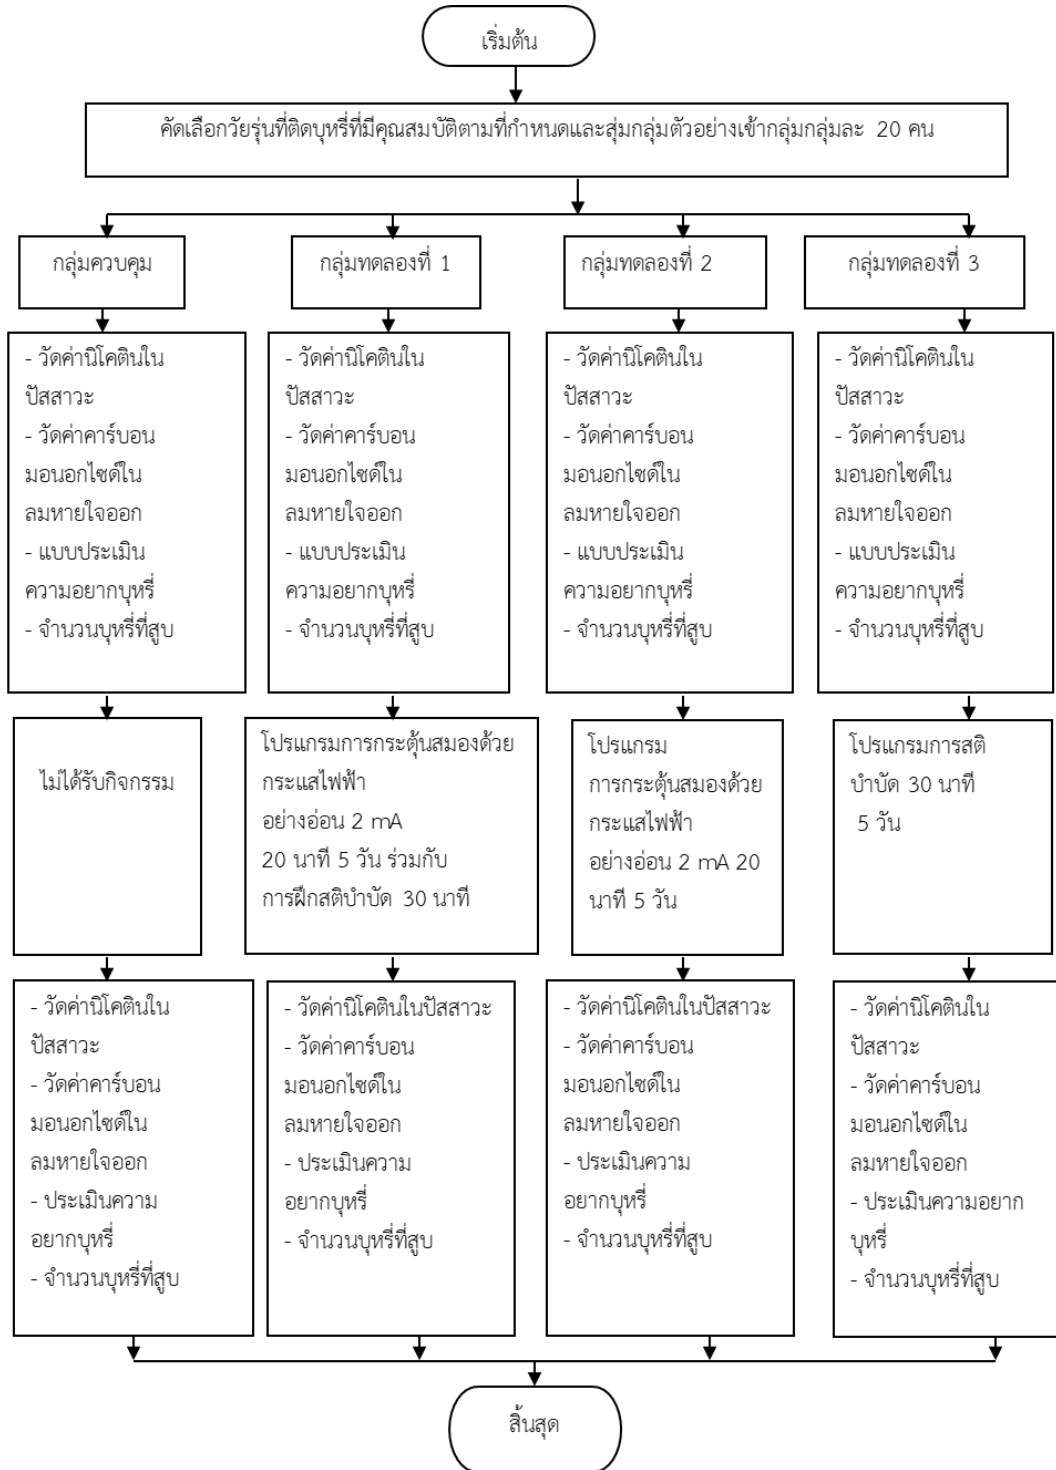 เริ่มต้น
คัดเลือกวัยรุ่นที่ติดบุหรี่ที่มีคุณสมบัติตามที่กำหนดและสุ่มกลุ่มตัวอย่างเข้ากลุ่มกลุ่มละ 20 คน
กลุ่มควบคุม
กลุ่มทดลองที่ 1
กลุ่มทดลองที่ 2
กลุ่มทดลองที่ 3
- วัดค่านิโคตินใน
ปัสสาวะ
- วัดค่าคาร์บอน
มอนอกไซด์ใน
ลมหายใจออก
- แบบประเมิน
ความอยากบุหรี่
- จำนวนบุหรี่ที่สูบ
- วัดค่านิโคตินใน
ปัสสาวะ
- วัดค่าคาร์บอน
มอนอกไซด์ใน
ลมหายใจออก
- แบบประเมิน
ความอยากบุหรี่
- จำนวนบุหรี่ที่สูบ
- วัดค่านิโคตินใน
ปัสสาวะ
- วัดค่าคาร์บอน
มอนอกไซด์ใน
ลมหายใจออก
- แบบประเมิน
ความอยากบุหรี่
- จำนวนบุหรี่ที่สูบ
- วัดค่านิโคตินใน
ปัสสาวะ
- วัดค่าคาร์บอน
มอนอกไซด์ใน
ลมหายใจออก
- แบบประเมิน
ความอยากบุหรี่
- จำนวนบุหรี่ที่สูบ
ไม่ได้รับกิจกรรม
โปรแกรมการกระตุ้นสมองด้วย
กระแสไฟฟ้า
อย่างอ่อน 2 mA
20 นาที 5 วัน ร่วมกับ
การฝึกสติบำบัด 30 นาที
โปรแกรม
การกระตุ้นสมองด้วย
กระแสไฟฟ้า
อย่างอ่อน 2 mA 20
นาที 5 วัน
โปรแกรมการสติ
บำบัด 30 นาที
5 วัน
- วัดค่านิโคตินใน
ปัสสาวะ
- วัดค่าคาร์บอน
มอนอกไซด์ใน
ลมหายใจออก
- ประเมินความ
อยากบุหรี่
- จำนวนบุหรี่ที่สูบ
- วัดค่านิโคตินในปัสสาวะ
- วัดค่าคาร์บอน
มอนอกไซด์ใน
ลมหายใจออก
- ประเมินความ
อยากบุหรี่
- จำนวนบุหรี่ที่สูบ
- วัดค่านิโคตินในปัสสาวะ
- วัดค่าคาร์บอน
มอนอกไซด์ใน
ลมหายใจออก
- ประเมินความ
อยากบุหรี่
- จำนวนบุหรี่ที่สูบ
- วัดค่านิโคตินใน
ปัสสาวะ
- วัดค่าคาร์บอน
มอนอกไซด์ใน
ลมหายใจออก
- ประเมินความอยาก
บุหรี่
- จำนวนบุหรี่ที่สูบ
สิ้นสุด